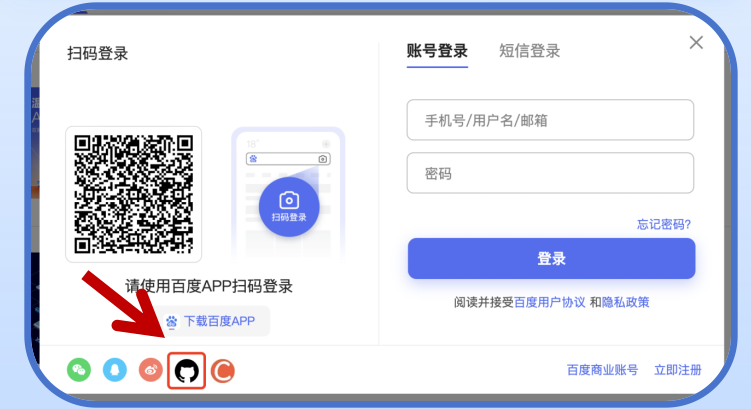 扫码登录
扫码登录
请使用百度APP扫码登录
下载百度APP
账号登录 短信登录
手机号/用户名/邮箱
密码
忘记密码?
登录
阅读并接受百度用户协议 和隐私政策
百度商业账号 立即注册